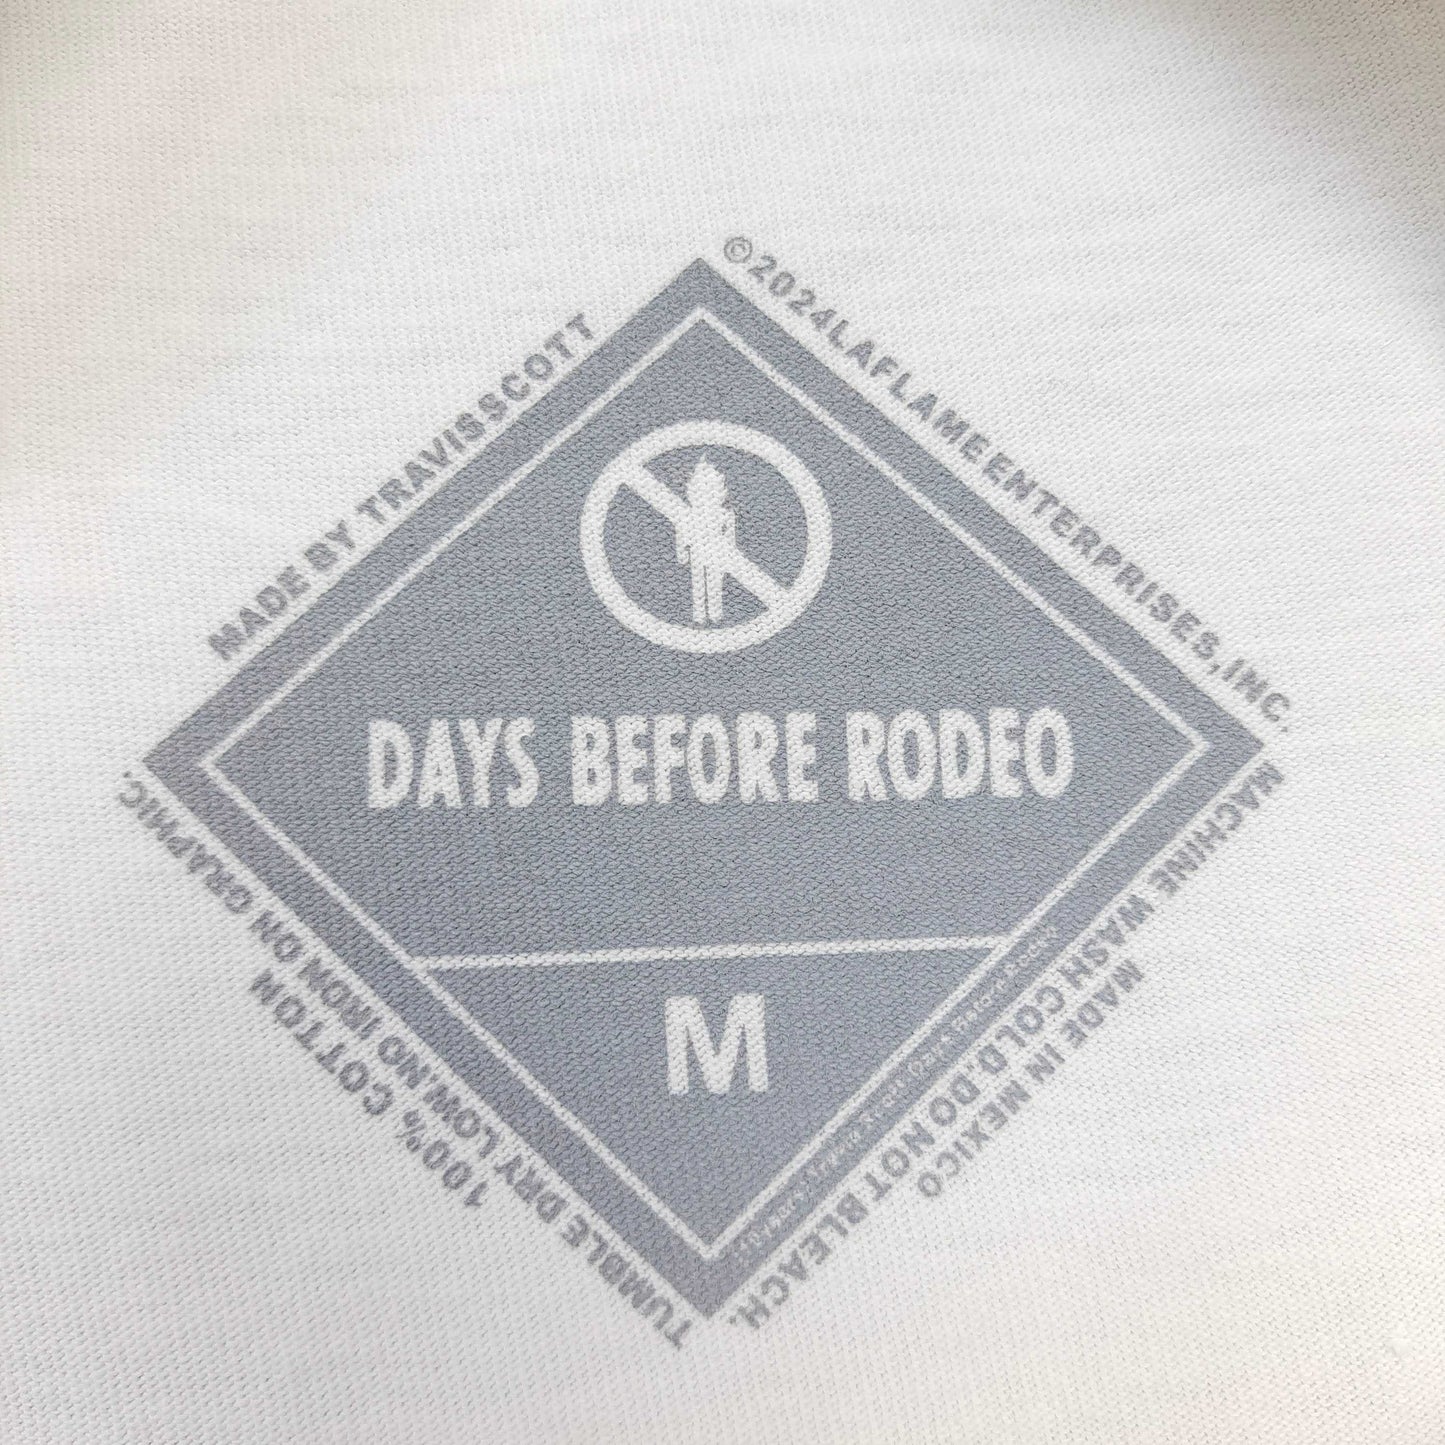 ©2024LAFLAMEENTERPRISES,INC.
MADE BY TRAVISSCOTT
DAYS BEFORE RODEO
M
MACHINE WASH COLD.DO NOT BLEACH.
MADE IN MEXICO
100% COTTON
TUMBLE DRY LOW.NO IRON ON GRAPHIC.